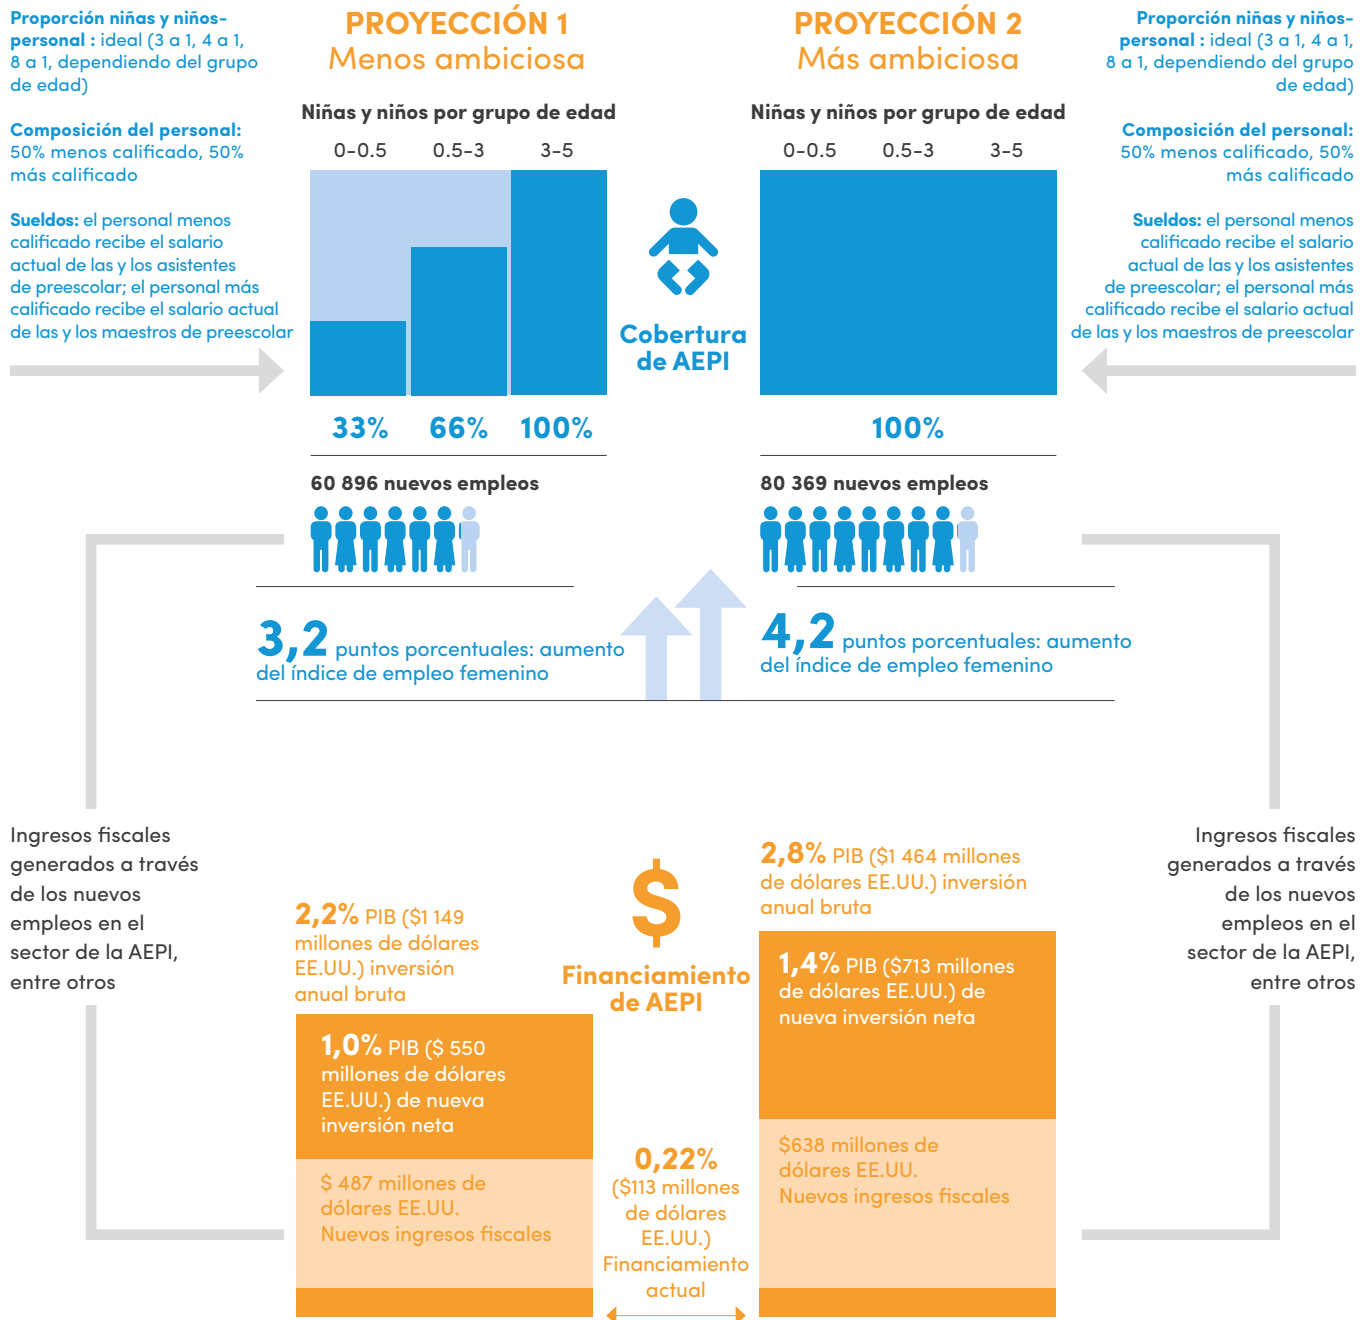 Proporción niñas y niños-
personal : ideal (3 a 1, 4 a 1,
8 a 1, dependiendo del grupo
de edad)
Composición del personal:
50% menos calificado, 50%
más calificado
Sueldos: el personal menos
calificado recibe el salario
actual de las y los asistentes
de preescolar; el personal más
calificado recibe el salario actual
de las y los maestros de preescolar
PROYECCIÓN 1
Menos ambiciosa
Niñas y niños por grupo de edad
0-0.5 0.5-3 3-5
33% 66% 100%
60 896 nuevos empleos
3,2 puntos porcentuales: aumento
del índice de empleo femenino
Cobertura
de AEPI
PROYECCIÓN 2
Más ambiciosa
Niñas y niños por grupo de edad
0-0.5 0.5-3 3-5
100%
80 369 nuevos empleos
4,2 puntos porcentuales: aumento
del índice de empleo femenino
Proporción niñas y niños-
personal : ideal (3 a 1, 4 a 1,
8 a 1, dependiendo del grupo
de edad)
Composición del personal:
50% menos calificado, 50%
más calificado
Sueldos: el personal menos
calificado recibe el salario
actual de las y los asistentes
de preescolar; el personal más
calificado recibe el salario actual
de las y los maestros de preescolar
Ingresos fiscales
generados a través
de los nuevos
empleos en el
sector de la AEPI,
entre otros
2,2% PIB ($1 149
millones de dólares
EE.UU.) inversión
anual bruta
1,0% PIB ($ 550
millones de dólares
EE.UU.) de nueva
inversión neta
$ 487 millones de
dólares EE.UU.
Nuevos ingresos fiscales
$
Financiamiento
de AEPI
0,22%
($113 millones
de dólares
EE.UU.)
Financiamiento
actual
2,8% PIB ($1 464 millones
de dólares EE.UU.) inversión
anual bruta
1,4% PIB ($713 millones
de dólares EE.UU.) de
nueva inversión neta
$638 millones de
dólares EE.UU.
Nuevos ingresos fiscales
Ingresos fiscales
generados a través
de los nuevos
empleos en el
sector de la AEPI,
entre otros